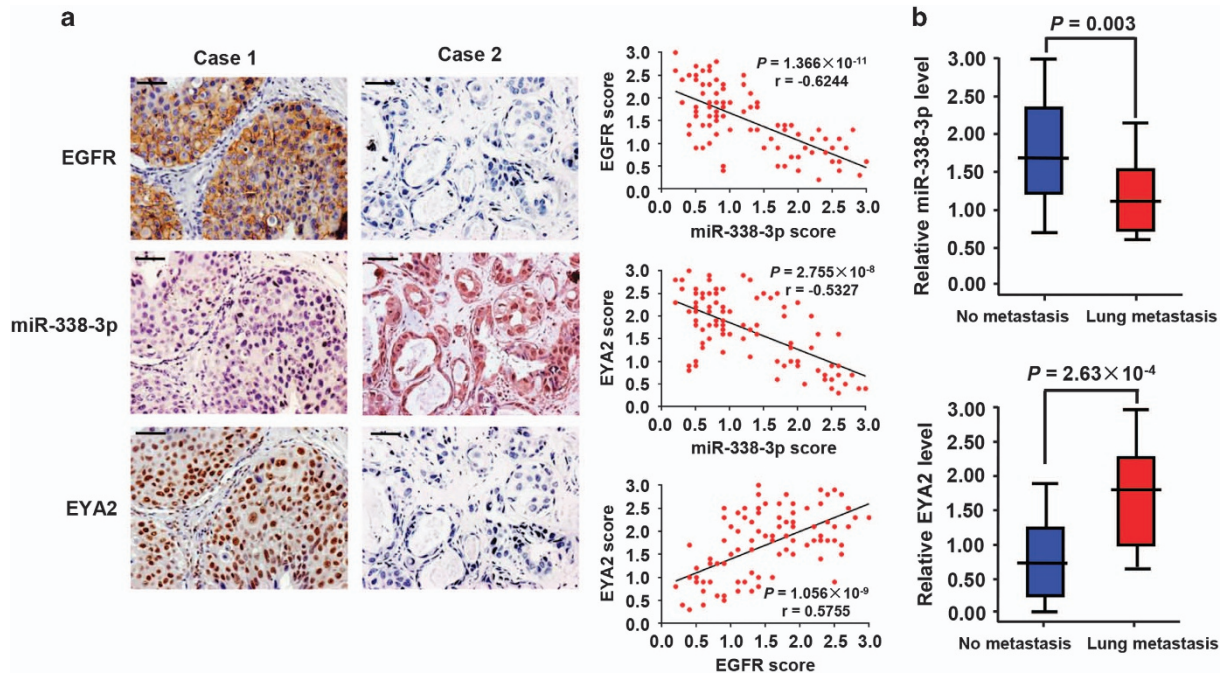 a
Case 1
Case 2
EGFR
miR-338-3p
EYA2
P = 1.366×10-11
r = -0.6244
EGFR score
3.0
2.5
2.0
1.5
1.0
0.5
0.0
0.0 0.5 1.0 1.5 2.0 2.5 3.0
miR-338-3p score
P = 2.755×10-8
r = -0.5327
EYA2 score
3.0
2.5
2.0
1.5
1.0
0.5
0.0
0.0 0.5 1.0 1.5 2.0 2.5 3.0
miR-338-3p score
EYA2 score
3.0
2.5
2.0
1.5
1.0
0.5
0.0
P = 1.056×10-9
r = 0.5755
0.0 0.5 1.0 1.5 2.0 2.5 3.0
EGFR score
b
P = 0.003
Relative miR-338-3p level
3.00
2.50
2.00
1.50
1.00
0.50
0.00
No metastasis Lung metastasis
P = 2.63×10-4
Relative EYA2 level
3.00
2.50
2.00
1.50
1.00
0.50
0.00
No metastasis Lung metastasis